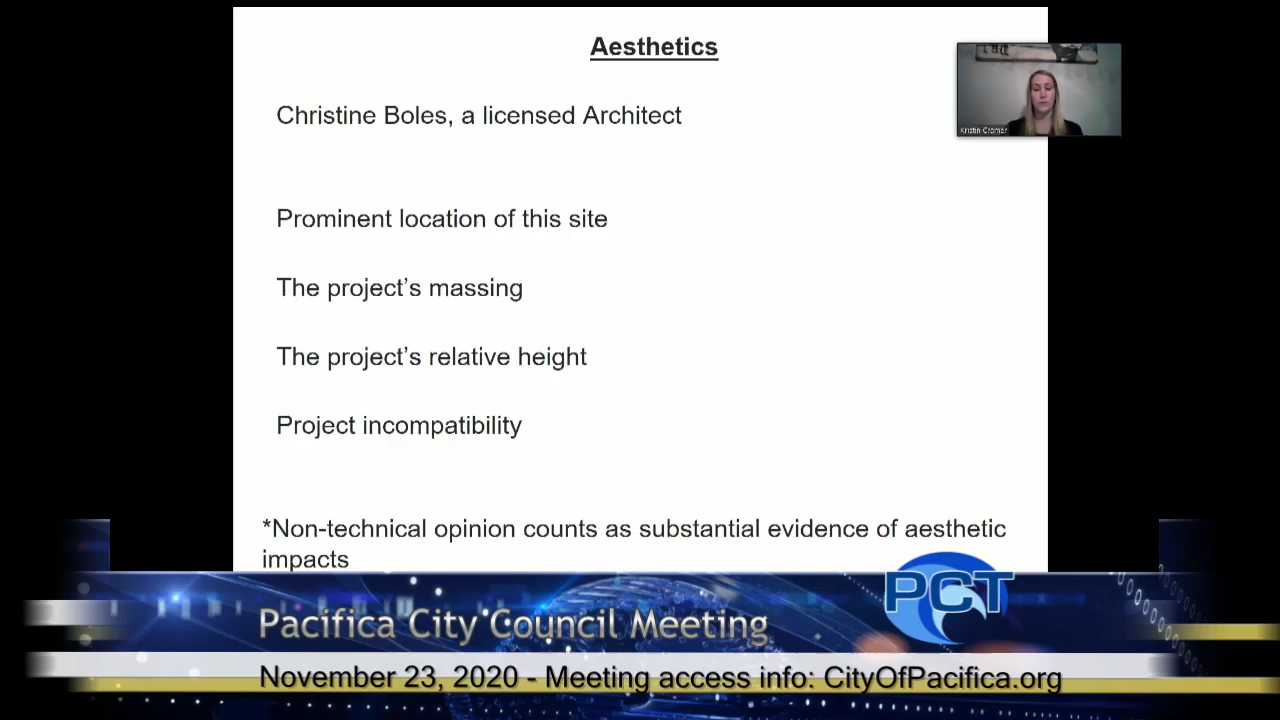 Aesthetics
Christine Boles, a licensed Architect
Kristin Cramer
Prominent location of this site
The project’s massing
The project’s relative height
Project incompatibility
*Non-technical opinion counts as substantial evidence of aesthetic
impacts
PCT
Pacifica City Council Meeting
November 23, 2020 - Meeting access info: CityOfPacifica.org